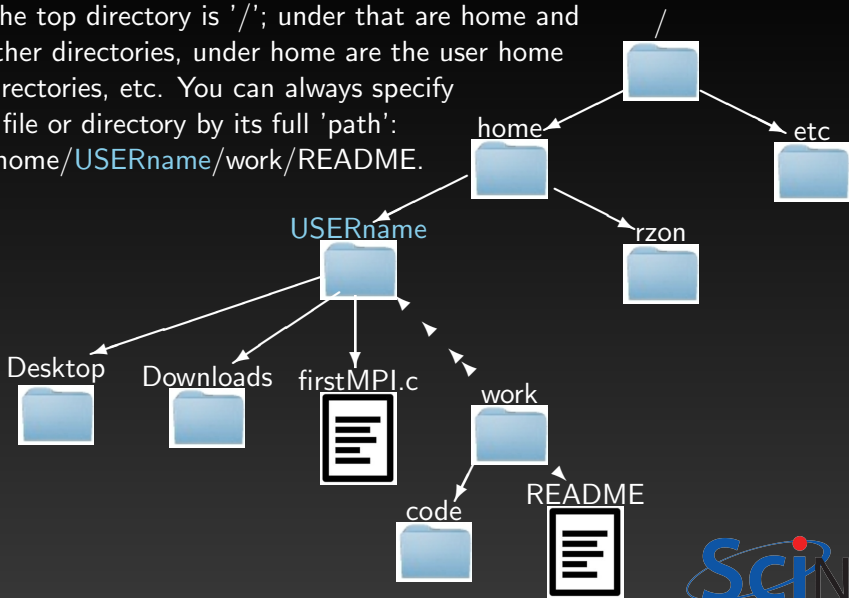 he top directory is '/'; under that are home and
ther directories, under home are the user home
rectories, etc. You can always specify
file or directory by its full 'path':
home/USERname/work/README.
/
home
etc
USERname
rzon
Desktop
Downloads
firstMPI.c
work
code
README
SciN